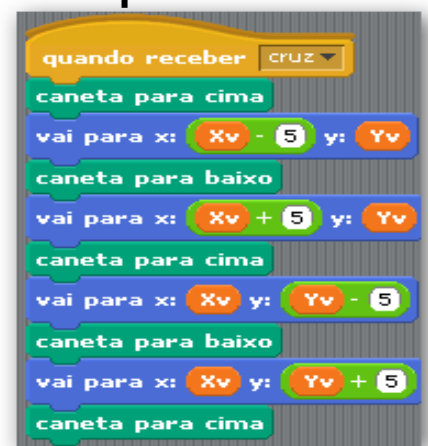 quando receber cruz
caneta para cima
vai para x: Xv - 5 y: Yv
caneta para baixo
vai para x: Xv + 5 y: Yv
caneta para cima
vai para x: Xv y: Yv - 5
caneta para baixo
vai para x: Xv y: Yv + 5
caneta para cima